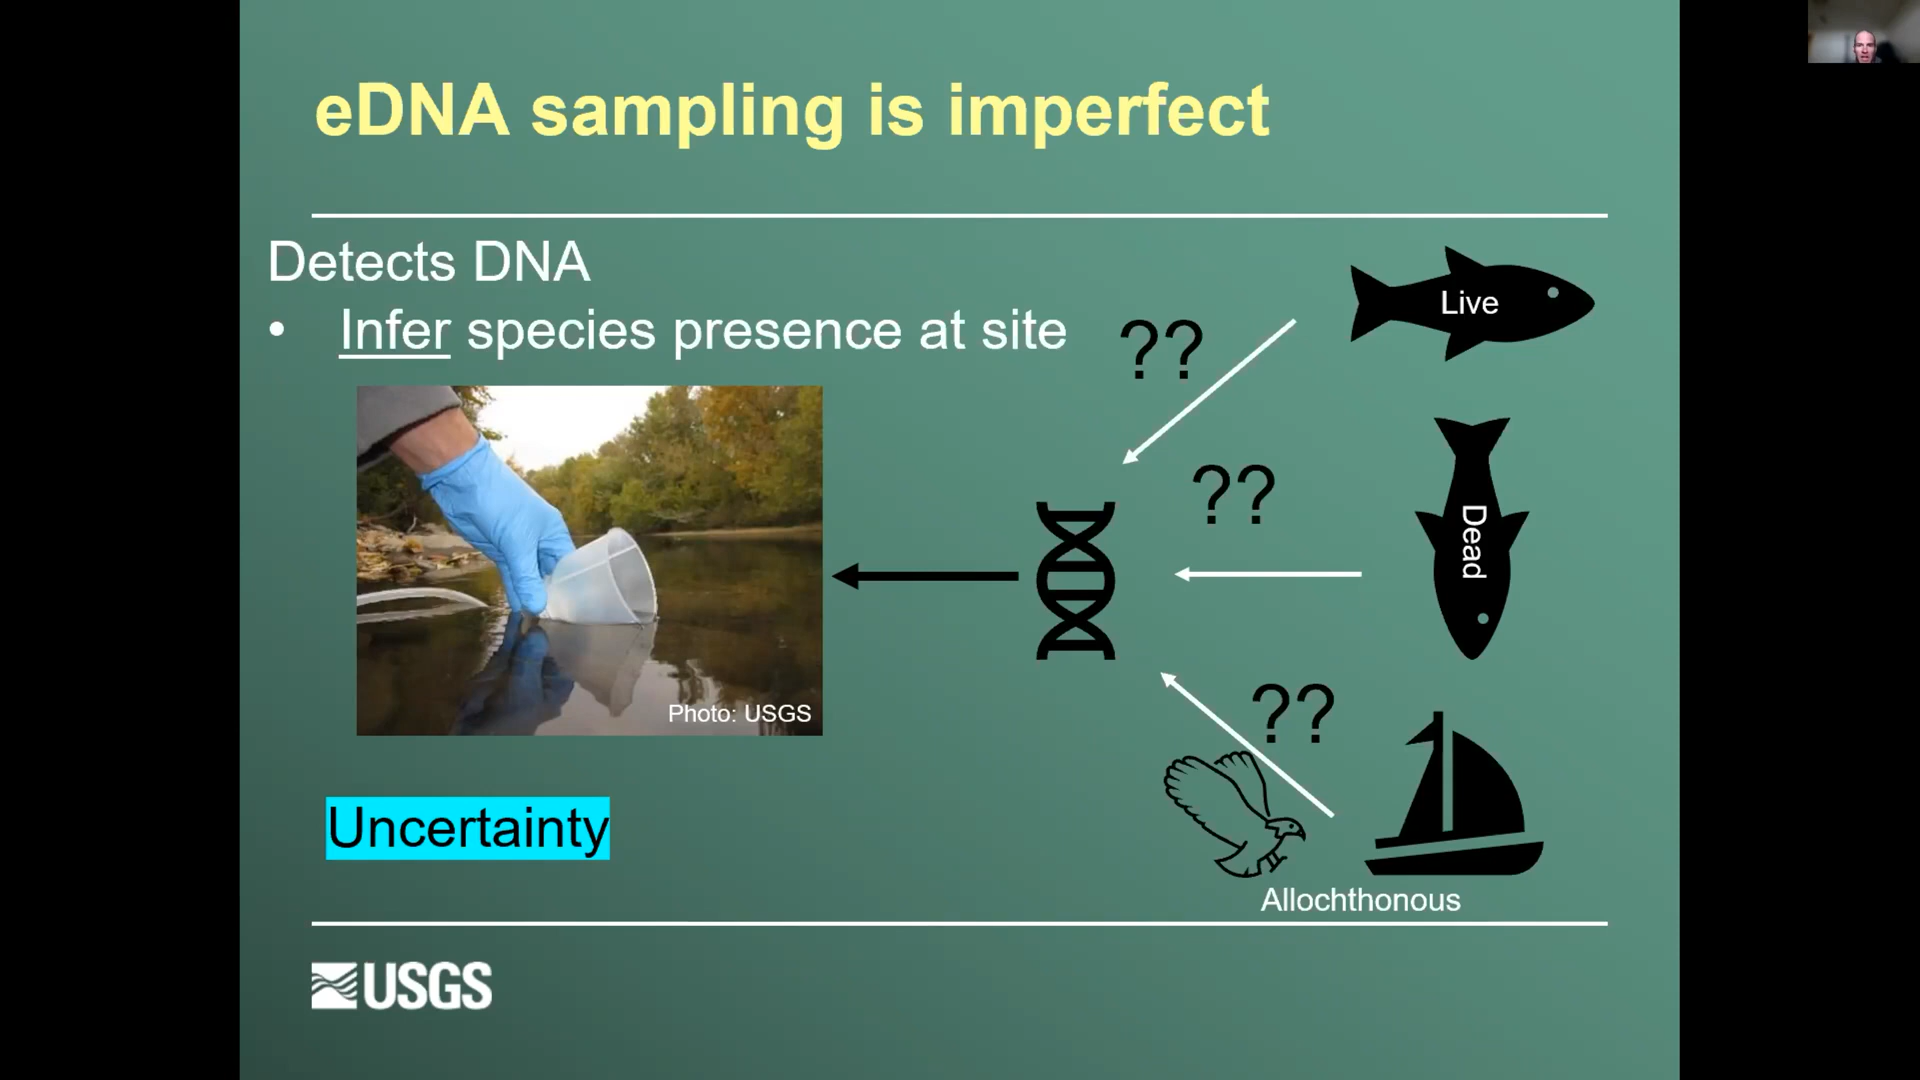 eDNA sampling is imperfect
Detects DNA
• Infer species presence at site
Live
??
??
Dead
??
Photo: USGS
Uncertainty
Allochthonous
USGS